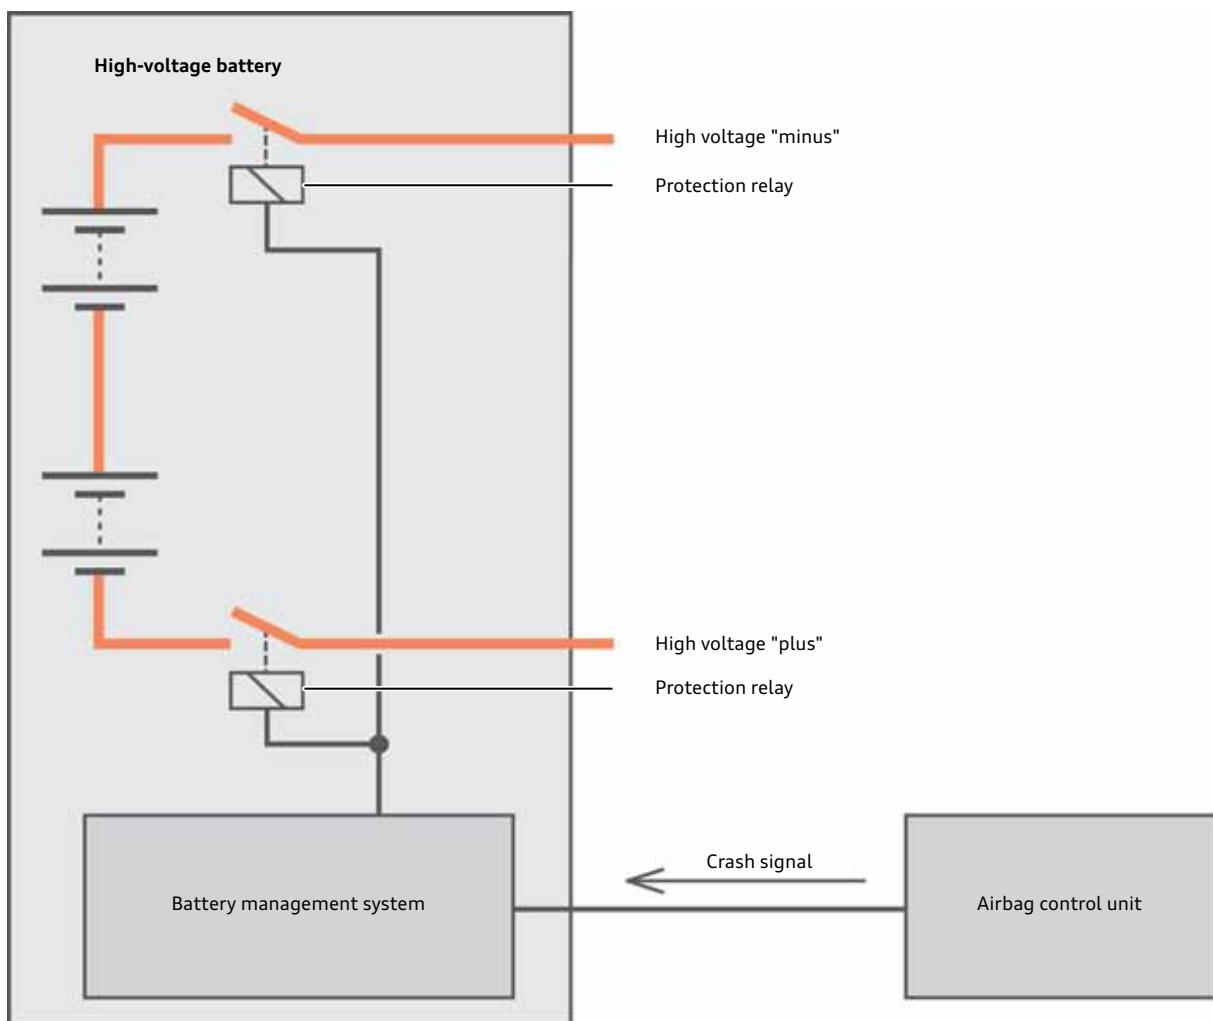 High-voltage battery
High voltage "minus"
Protection relay
High voltage "plus"
Protection relay
Crash signal
Battery management system
Airbag control unit